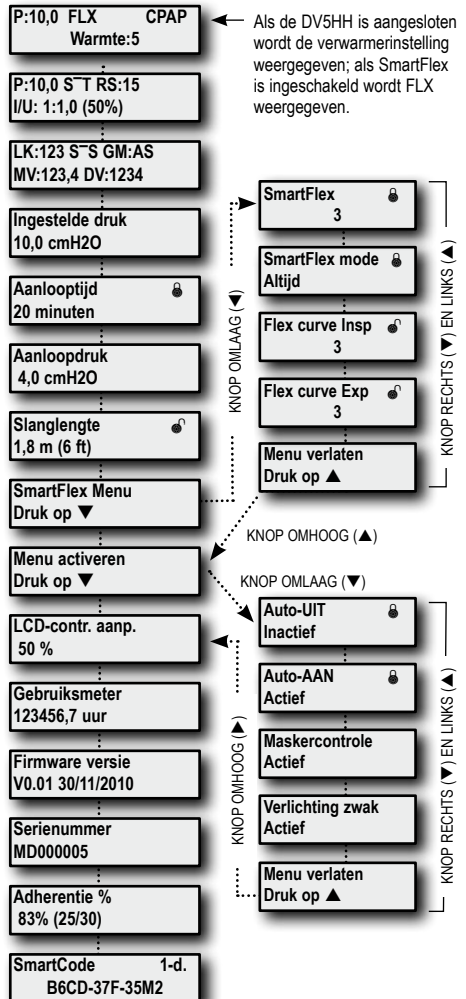 P:10,0 FLX CPAP
Warmte:5
Als de DV5HH is aangesloten
wordt de verwarmerinstelling
weergegeven; als SmartFlex
is ingeschakeld wordt FLX
weergegeven.
P:10,0 S‾T RS:15
I/U: 1:1,0 (50%)
LK:123 S‾S GM:AS
MV:123,4 DV:1234
Ingestelde druk
10,0 cmH2O
Aanlooptijd
20 minuten
Aanloopdruk
4,0 cmH2O
Slanglengte
1,8 m (6 ft)
SmartFlex Menu
Druk op ▼
Menu activeren
Druk op ▼
LCD-contr. aanp.
50 %
Gebruiksmeter
123456,7 uur
Firmware versie
V0.01 30/11/2010
Serienummer
MD000005
Adherentie %
83% (25/30)
SmartCode 1-d.
B6CD-37F-35M2
KNOP OMLAAG (◀)
SmartFlex
3
SmartFlex mode
Altijd
Flex curve Insp
3
Flex curve Exp
3
Menu verlaten
Druk op ▲
KNOP RECHTS (▼) EN LINKS (▲)
KNOP OMHOOG (▲)
KNOP OMLAAG (▼)
KNOP OMHOOG (▲)
Auto-UIT
Inactief
Auto-AAN
Actief
Maskercontrole
Actief
Verlichting zwak
Actief
Menu verlaten
Druk op ▲
KNOP RECHTS (▼) EN LINKS (▲)